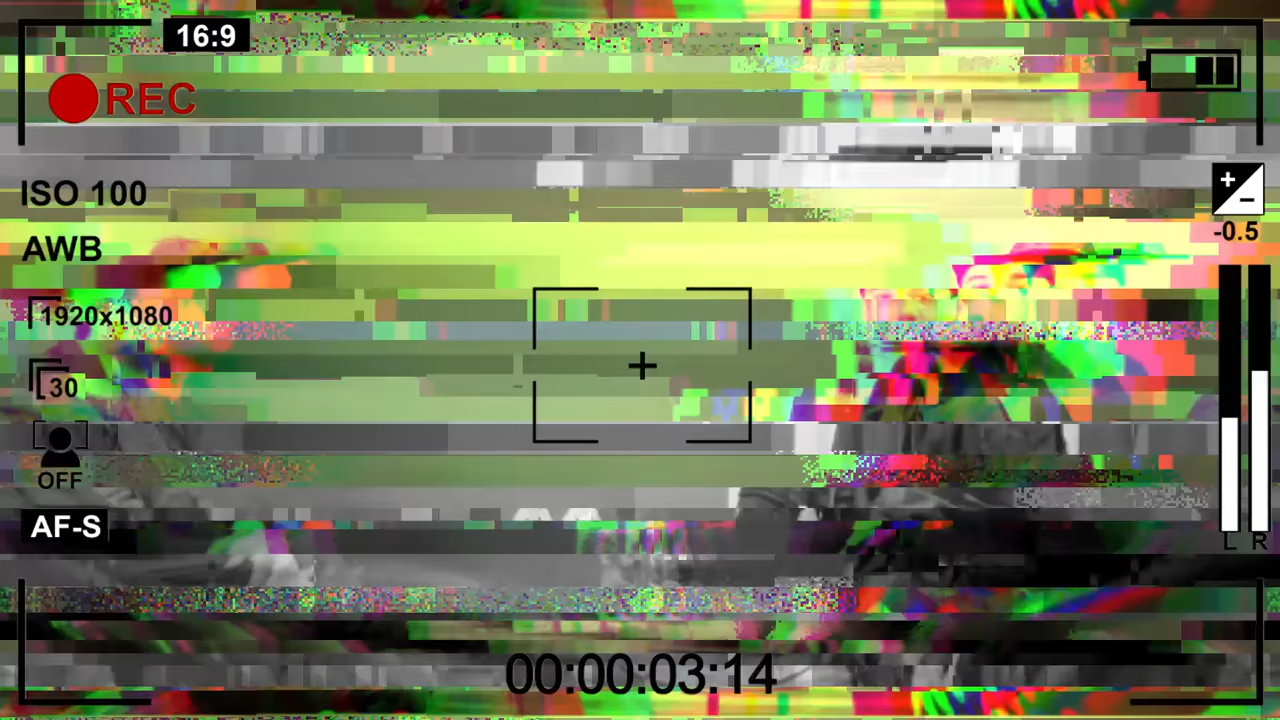 16:9
REC
ISO 100
AWB
-0.5
1920x1080
30
OFF
AF-S
L R
00:00:03:14